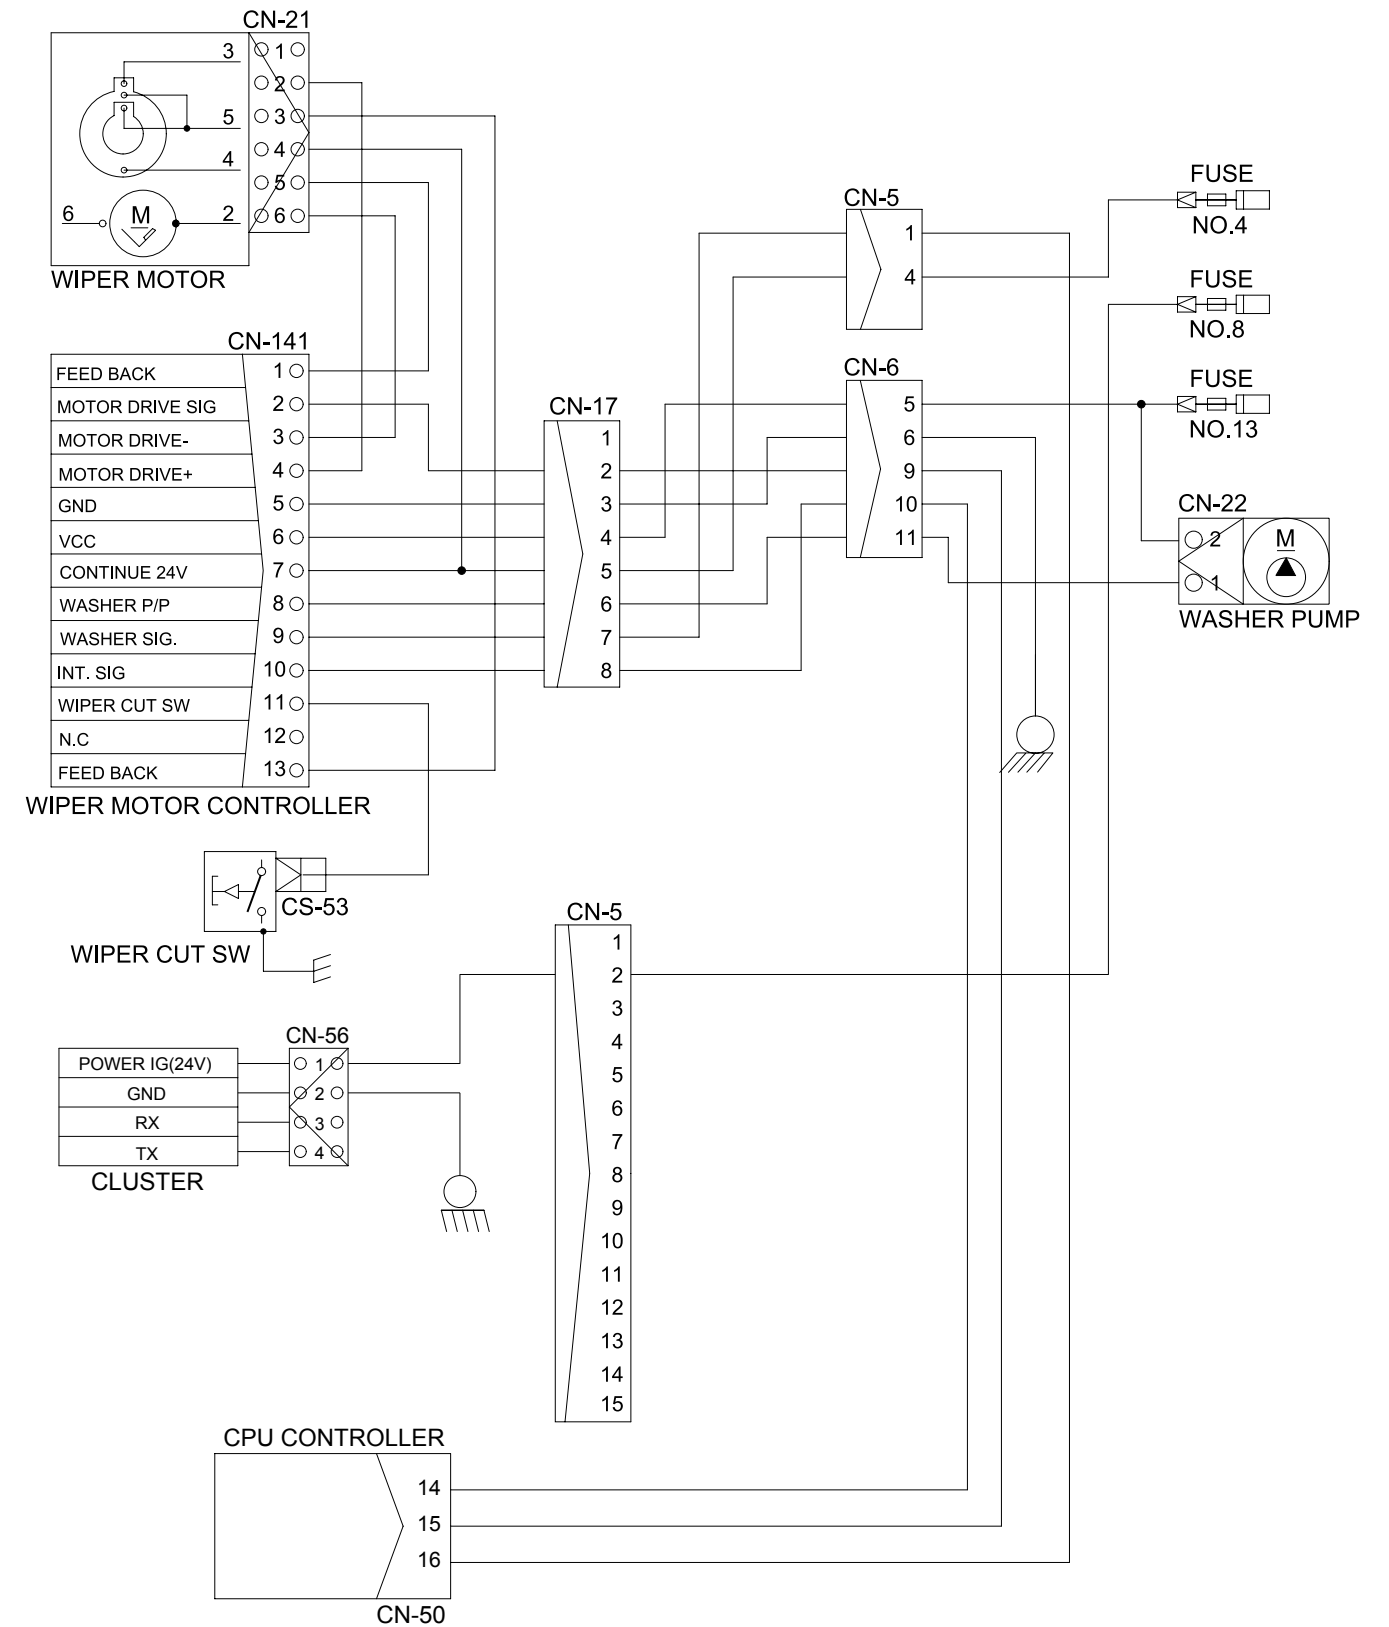 CN-21
3
5
4
6
M
2
1
2
3
4
5
6
WIPER MOTOR
CN-141
FEED BACK 1
MOTOR DRIVE SIG 2
MOTOR DRIVE- 3
MOTOR DRIVE+ 4
GND 5
VCC 6
CONTINUE 24V 7
WASHER P/P 8
WASHER SIG. 9
INT. SIG 10
WIPER CUT SW 11
N.C 12
FEED BACK 13
WIPER MOTOR CONTROLLER
CS-53
WIPER CUT SW
CN-17
1
2
3
4
5
6
7
8
CN-5
1
4
CN-6
5
6
9
10
11
FUSE
NO.4
FUSE
NO.8
FUSE
NO.13
CN-22
2
1
M
WASHER PUMP
CN-56
POWER IG(24V) 1
GND 2
RX 3
TX 4
CLUSTER
CN-5
1
2
3
4
5
6
7
8
9
10
11
12
13
14
15
CPU CONTROLLER
14
15
16
CN-50